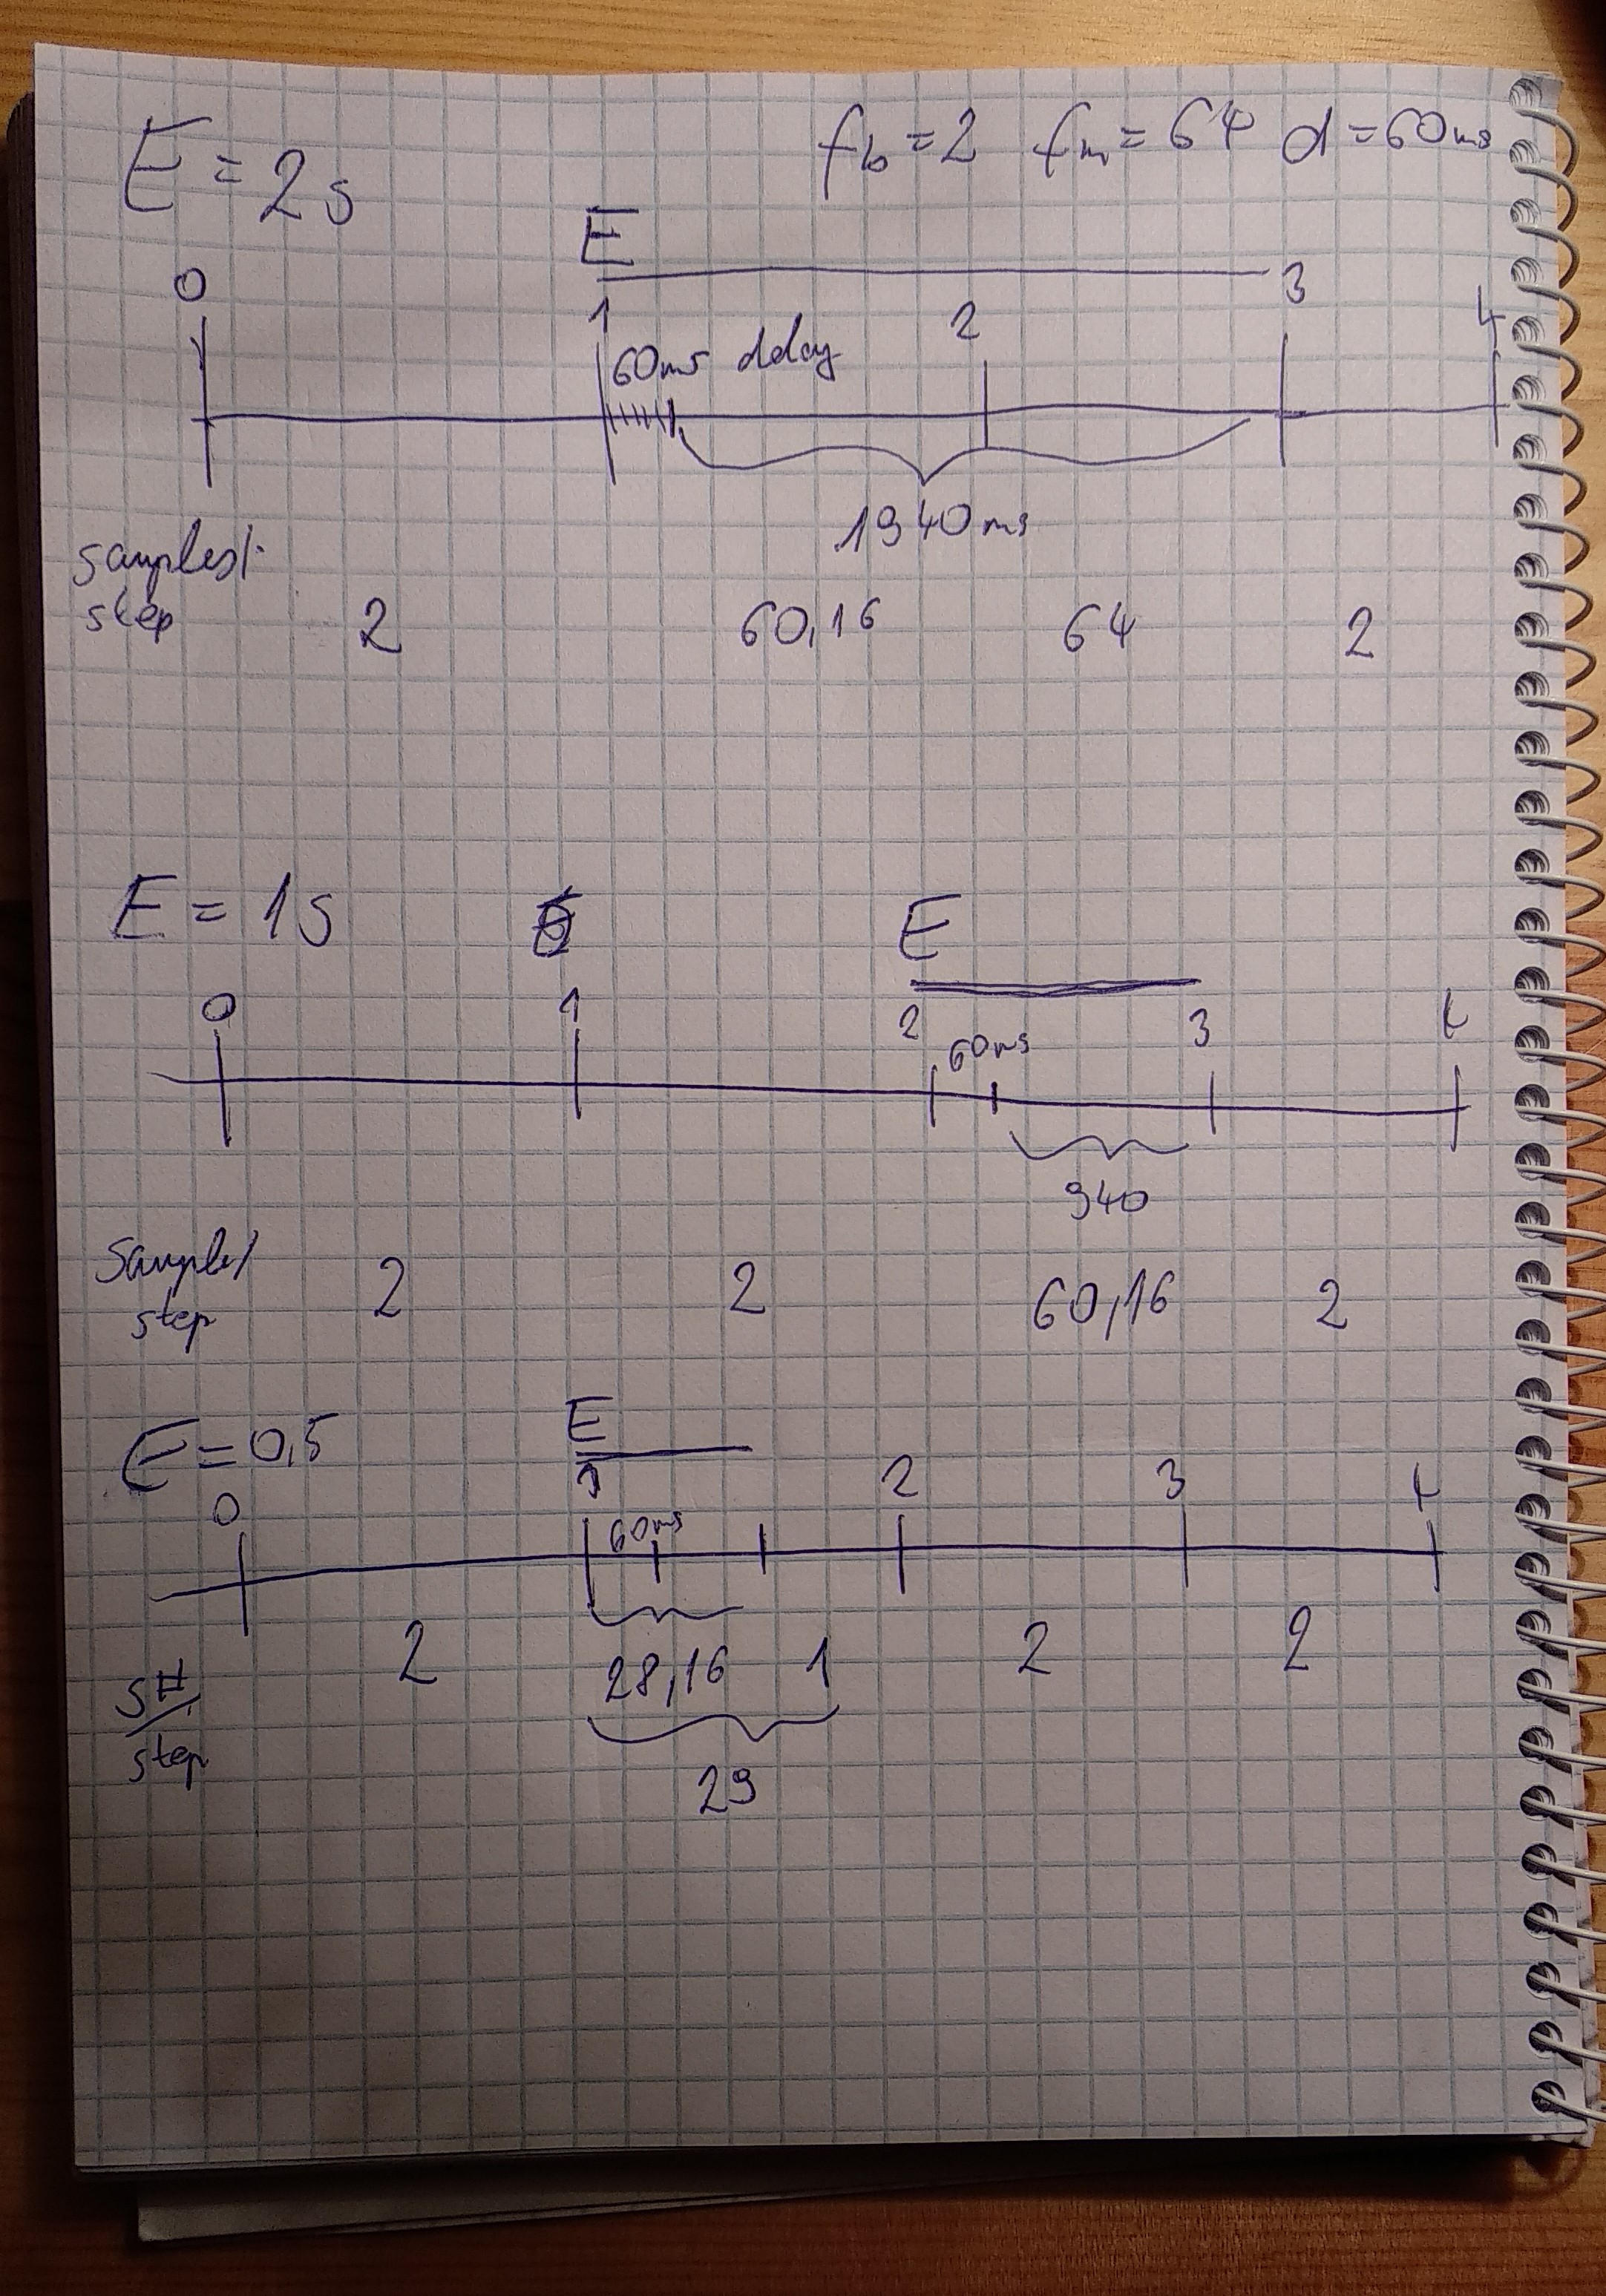 fb = 2 fm = 64 d = 60ms
E = 2s
E
0 1 2 3 4
60ms delay
1940ms
samples/
step 2 60,16 64 2
E = 1s
E
0 1 2 3 4
60ms
940
Samples/
step 2 2 60,16 2
E = 0,5
E
0 1 2 3 4
60ms
2 28,16 1 2 2
s#
step
29